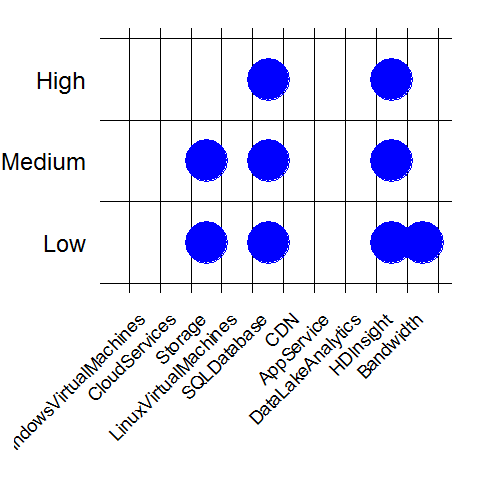 High
Medium
Low
ndowsVirtualMachines
CloudServices
Storage
LinuxVirtualMachines
SQLDatabase
CDN
AppService
DataLakeAnalytics
HDInsight
Bandwidth